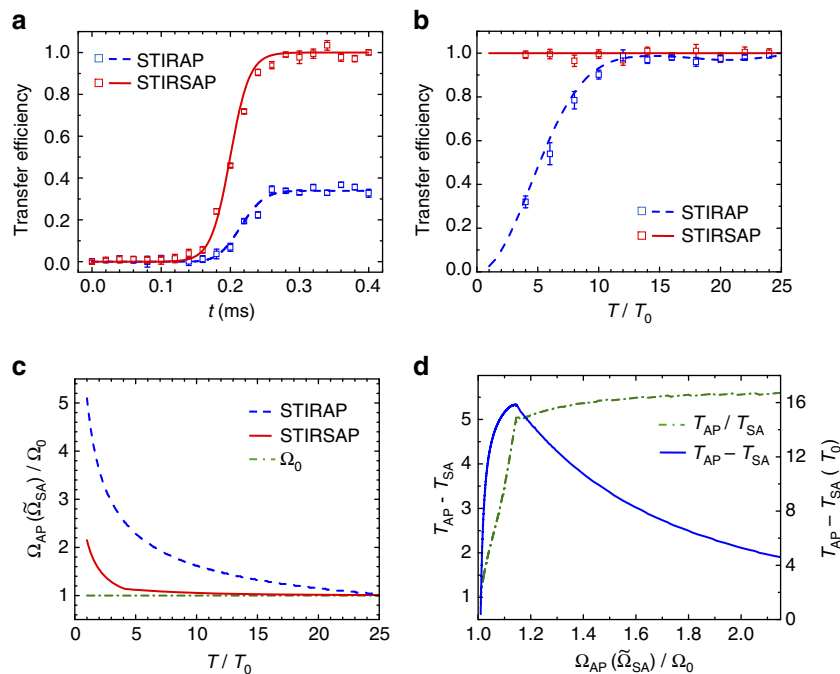 a
Transfer efficiency
1.0
0.8
0.6
0.4
0.2
0.0
STIRAP
STIRSAP
0.0 0.1 0.2 0.3 0.4
t (ms)
b
Transfer efficiency
1.0
0.8
0.6
0.4
0.2
0.0
STIRAP
STIRSAP
0 5 10 15 20 25
T / T0
c
ΩAP (Ω̃SA) / Ω0
5
4
3
2
1
STIRAP
STIRSAP
Ω0
0 5 10 15 20 25
T / T0
d
TAP - TSA
5
4
3
2
1
TAP / TSA
TAP – TSA
16
12
8
4
0
TAP – TSA ( T0)
1.0 1.2 1.4 1.6 1.8 2.0
ΩAP (Ω̃SA) / Ω0